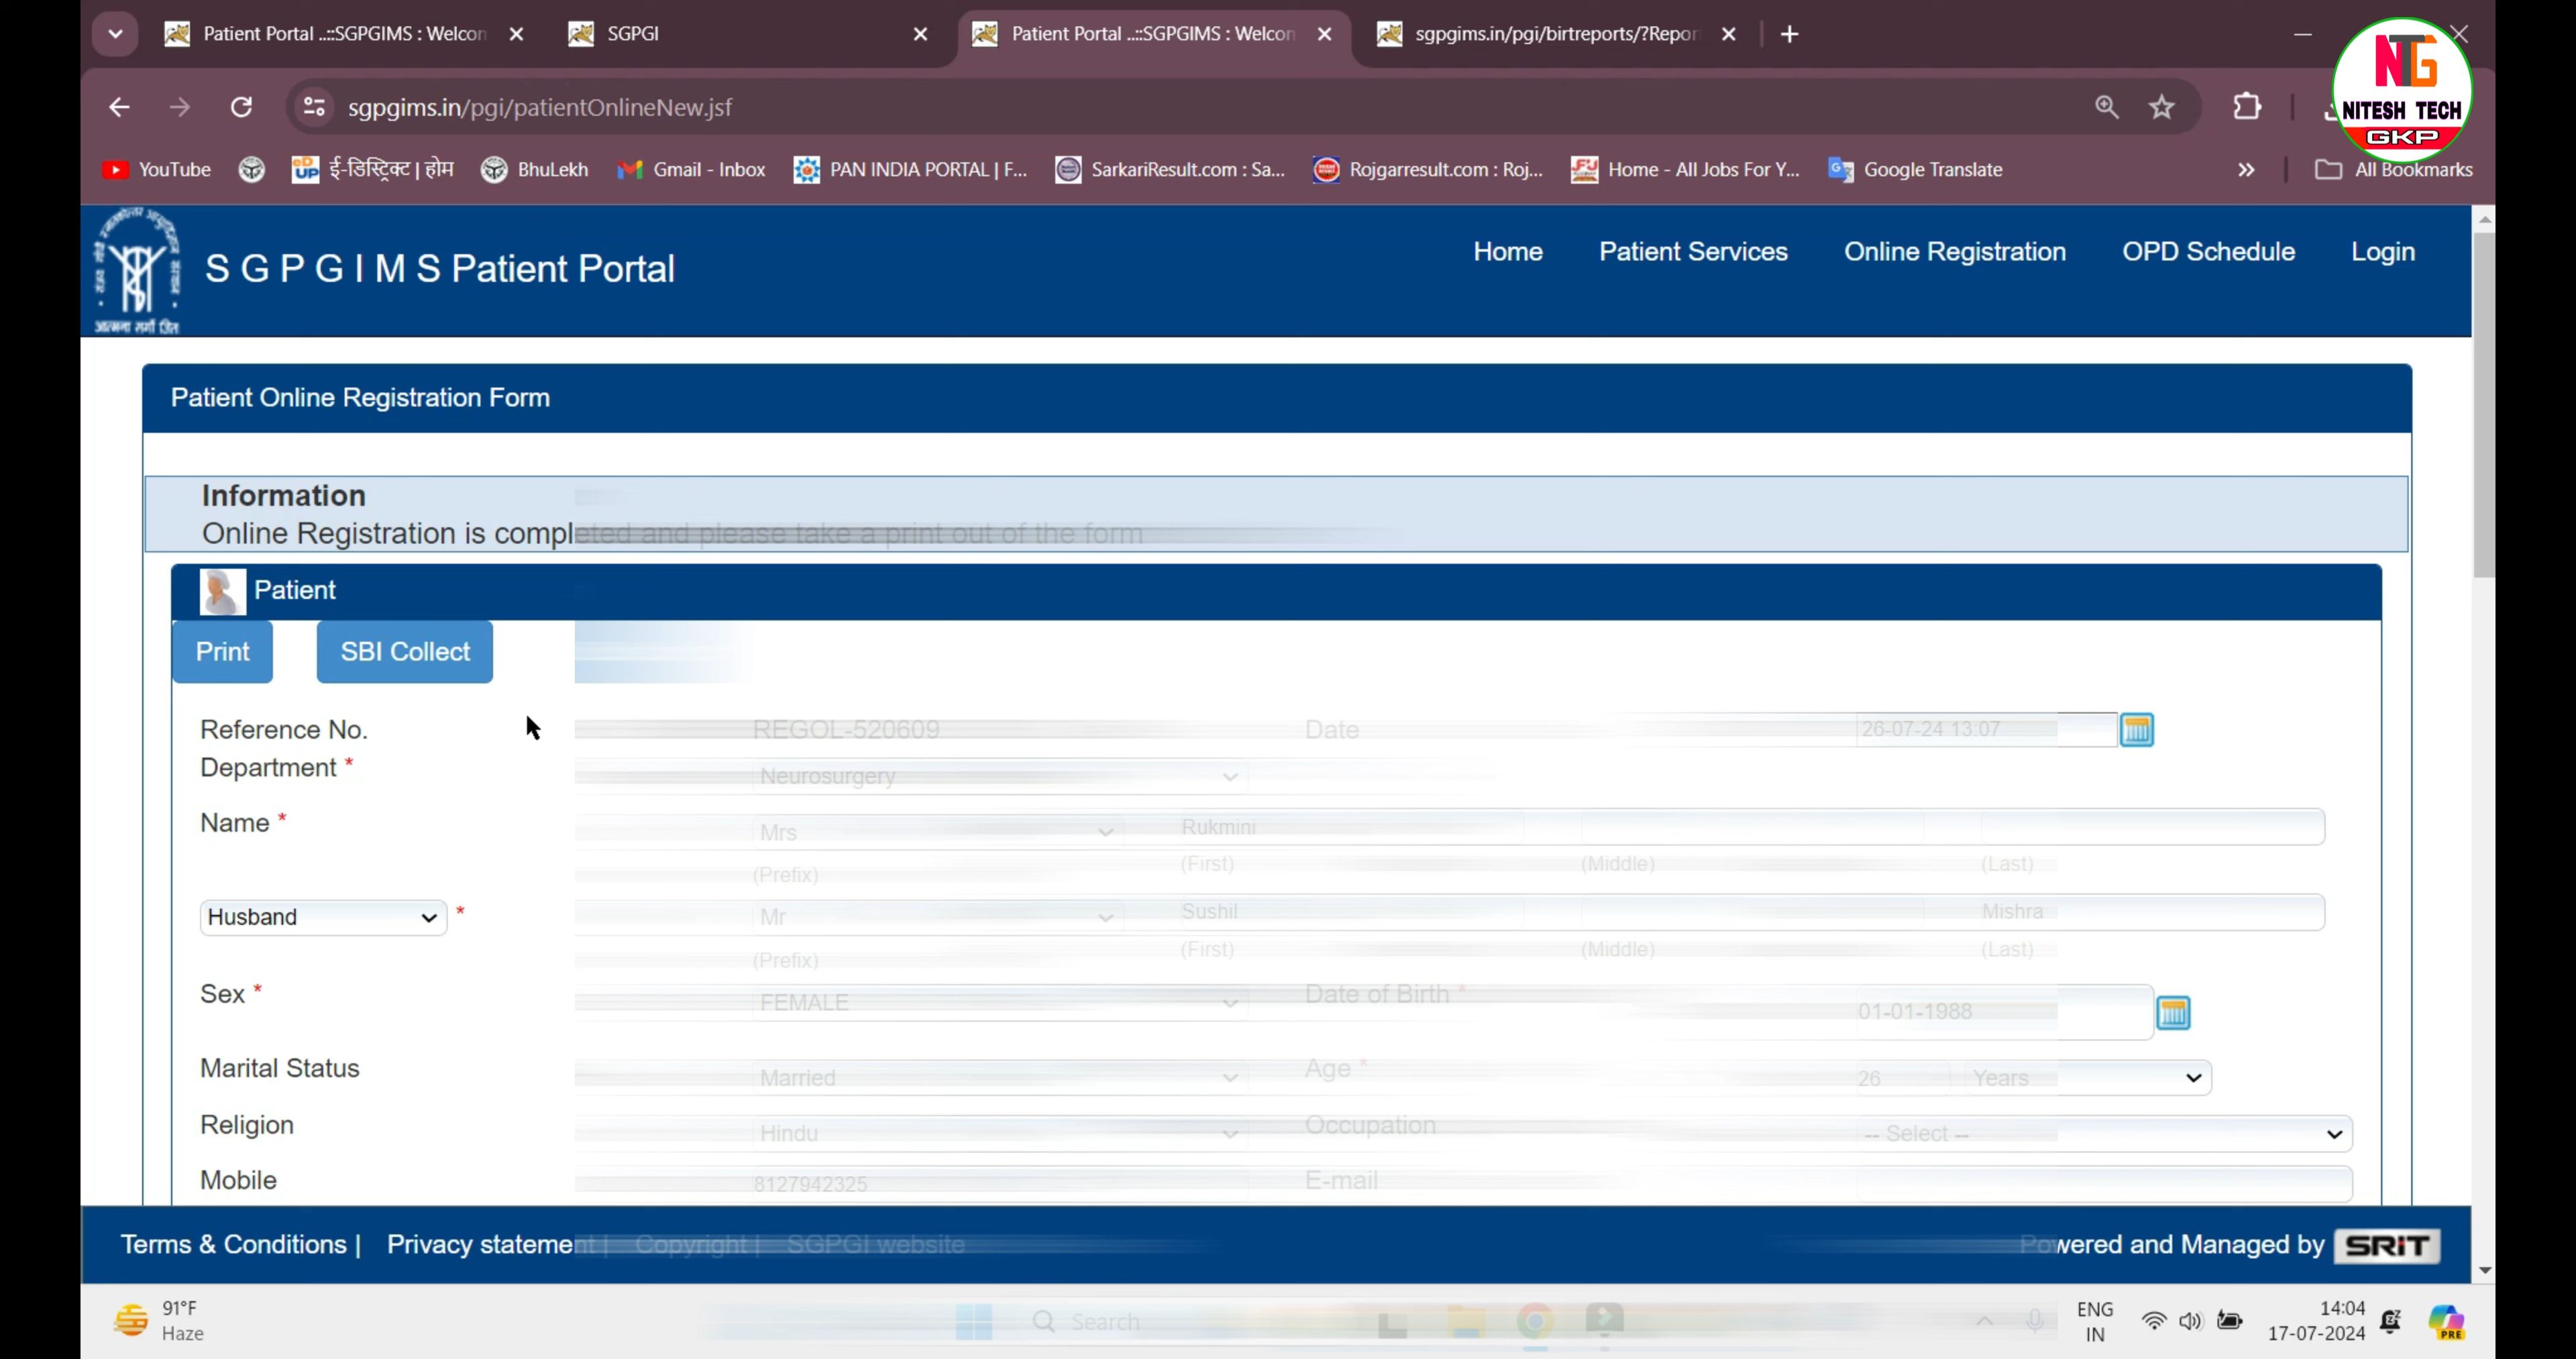 Patient Portal ..::SGPGIMS : Welcon
SGPGI
Patient Portal ..::SGPGIMS : Welcon
sgpgims.in/pgi/birtreports/?Repor
NTG
NITESH TECH
GKP
sgpgims.in/pgi/patientOnlineNew.jsf
YouTube
ई-डिस्ट्रिक्ट | होम
BhuLekh
Gmail - Inbox
PAN INDIA PORTAL | F...
SarkariResult.com : Sa...
Rojgarresult.com : Roj...
Home - All Jobs For Y...
Google Translate
All Bookmarks
S G P G I M S Patient Portal
Home Patient Services Online Registration OPD Schedule Login
Patient Online Registration Form
Information
Online Registration is completed and please take a print out of the form
Patient
Print SBI Collect
Reference No. REGOL-520609 Date 26-07-24 13:07
Department * Neurosurgery
Name * Mrs Rukmini
(Prefix) (First) (Middle) (Last)
Husband * Mr Sushil Mishra
(Prefix) (First) (Middle) (Last)
Sex * FEMALE Date of Birth * 01-01-1988
Marital Status Married Age * 26 Years
Religion Hindu Occupation -- Select --
Mobile 8127942325 E-mail
Terms & Conditions | Privacy statement | Copyright | SGPGI website Powered and Managed by SRIT
91°F
Haze
Search
ENG
IN
14:04
17-07-2024
PRE